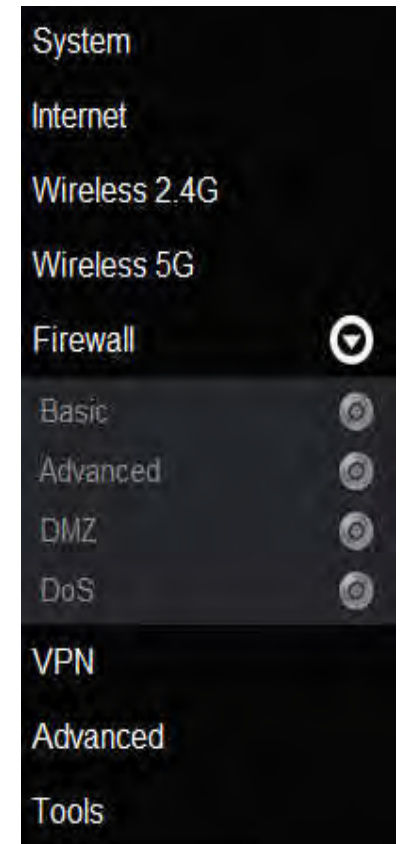 System
Internet
Wireless 2.4G
Wireless 5G
Firewall
Basic
Advanced
DMZ
DoS
VPN
Advanced
Tools